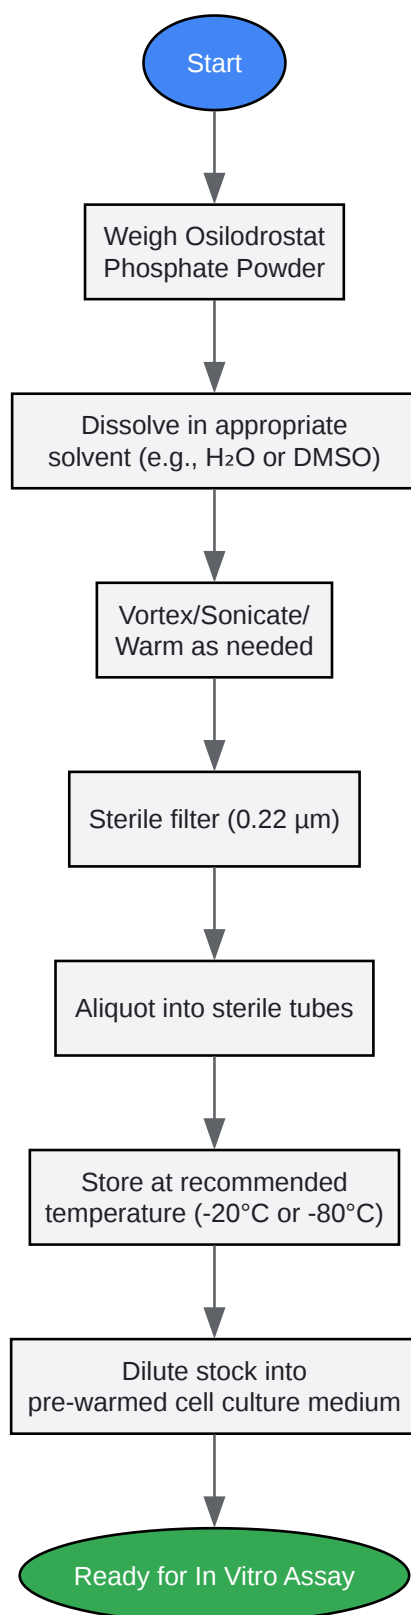 Start
Weigh Osilodrostat
Phosphate Powder
Dissolve in appropriate
solvent (e.g., H₂O or DMSO)
Vortex/Sonicate/
Warm as needed
Sterile filter (0.22 µm)
Aliquot into sterile tubes
Store at recommended
temperature (-20°C or -80°C)
Dilute stock into
pre-warmed cell culture medium
Ready for In Vitro Assay